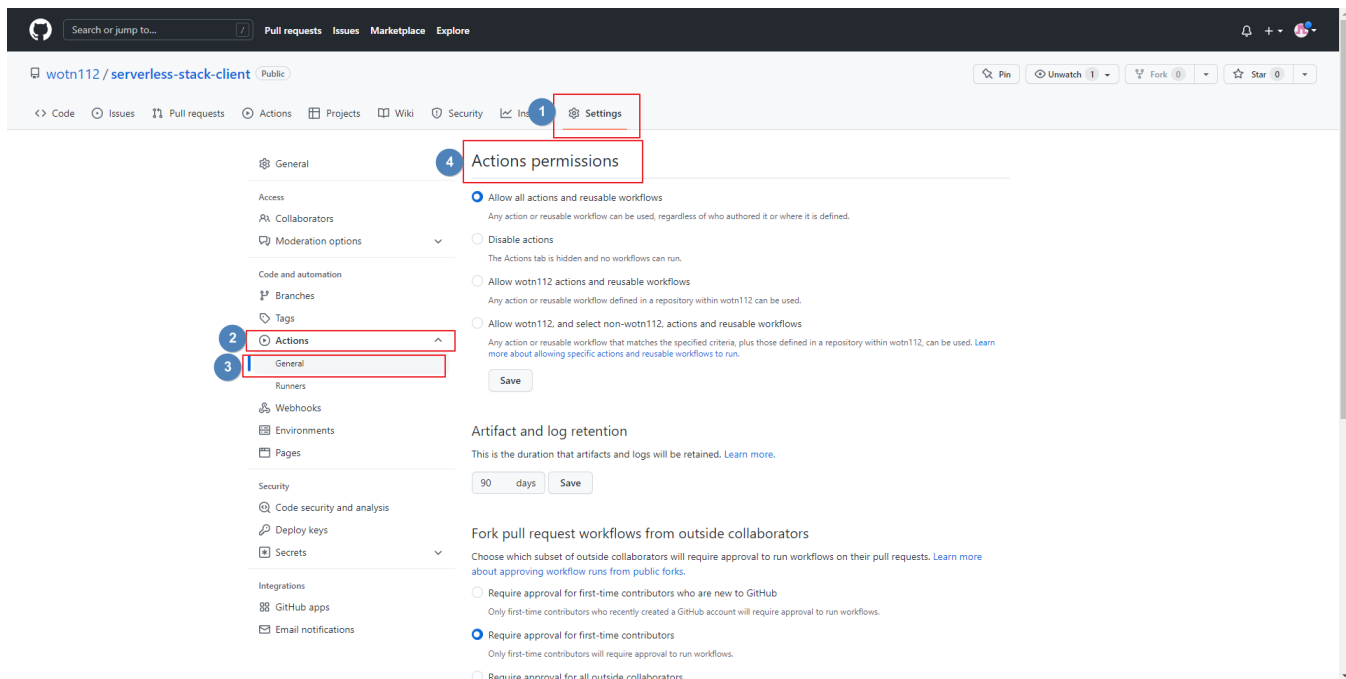 Search or jump to... /
Pull requests Issues Marketplace Explore
wotn112 / serverless-stack-client Public
Pin Unwatch 1 Fork 0 Star 0
Code Issues Pull requests Actions Projects Wiki Security Ins 1 Settings
General
Access
Collaborators
Moderation options
Code and automation
Branches
Tags
2 Actions
3 General
Runners
Webhooks
Environments
Pages
Security
Code security and analysis
Deploy keys
Secrets
Integrations
GitHub apps
Email notifications
4 Actions permissions
Allow all actions and reusable workflows
Any action or reusable workflow can be used, regardless of who authored it or where it is defined.
Disable actions
The Actions tab is hidden and no workflows can run.
Allow wotn112 actions and reusable workflows
Any action or reusable workflow defined in a repository within wotn112 can be used.
Allow wotn112, and select non-wotn112, actions and reusable workflows
Any action or reusable workflow that matches the specified criteria, plus those defined in a repository within wotn112, can be used. Learn
more about allowing specific actions and reusable workflows to run.
Save
Artifact and log retention
This is the duration that artifacts and logs will be retained. Learn more.
90 days Save
Fork pull request workflows from outside collaborators
Choose which subset of outside collaborators will require approval to run workflows on their pull requests. Learn more
about approving workflow runs from public forks.
Require approval for first-time contributors who are new to GitHub
Only first-time contributors who recently created a GitHub account will require approval to run workflows.
Require approval for first-time contributors
Only first-time contributors will require approval to run workflows.
Require approval for all outside collaborators